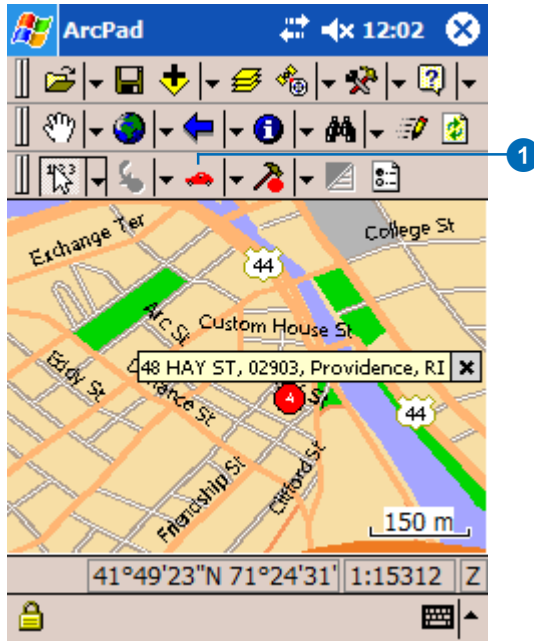 ArcPad 12:02
1
Exchange Ter
College St
44
Arc St
Custom House St
48 HAY ST, 02903, Providence, RI
Eddy St
4
St
44
Friendship St
Clifford St
150 m
41°49'23"N 71°24'31' 1:15312 Z